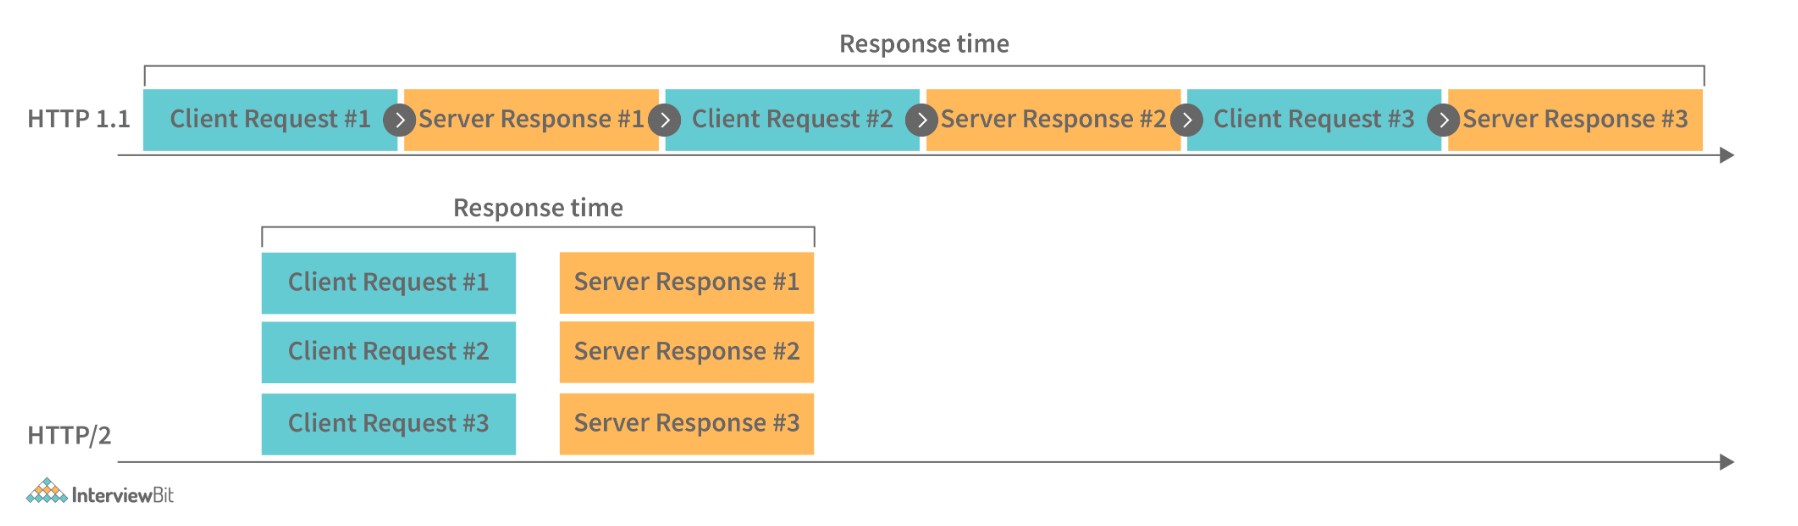 Response time
HTTP 1.1
Client Request #1
Server Response #1
Client Request #2
Server Response #2
Client Request #3
Server Response #3
Response time
Client Request #1
Server Response #1
Client Request #2
Server Response #2
Client Request #3
Server Response #3
HTTP/2
InterviewBit